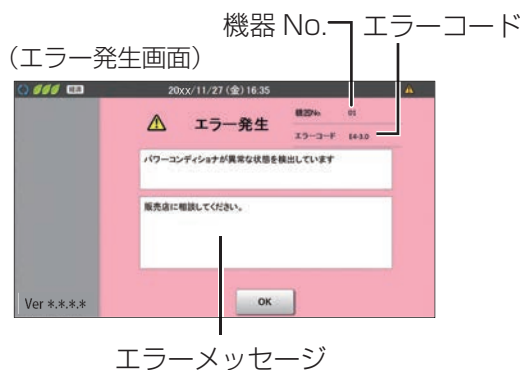 機器 No.
エラーコード
(エラー発生画面)
経済
20xx/11/27(金)16:35
エラー発生
機器No. 01
エラーコード E4-3.0
パワーコンディショナが異常な状態を検出しています
販売店に相談してください。
Ver *.*.*.*
OK
エラーメッセージ